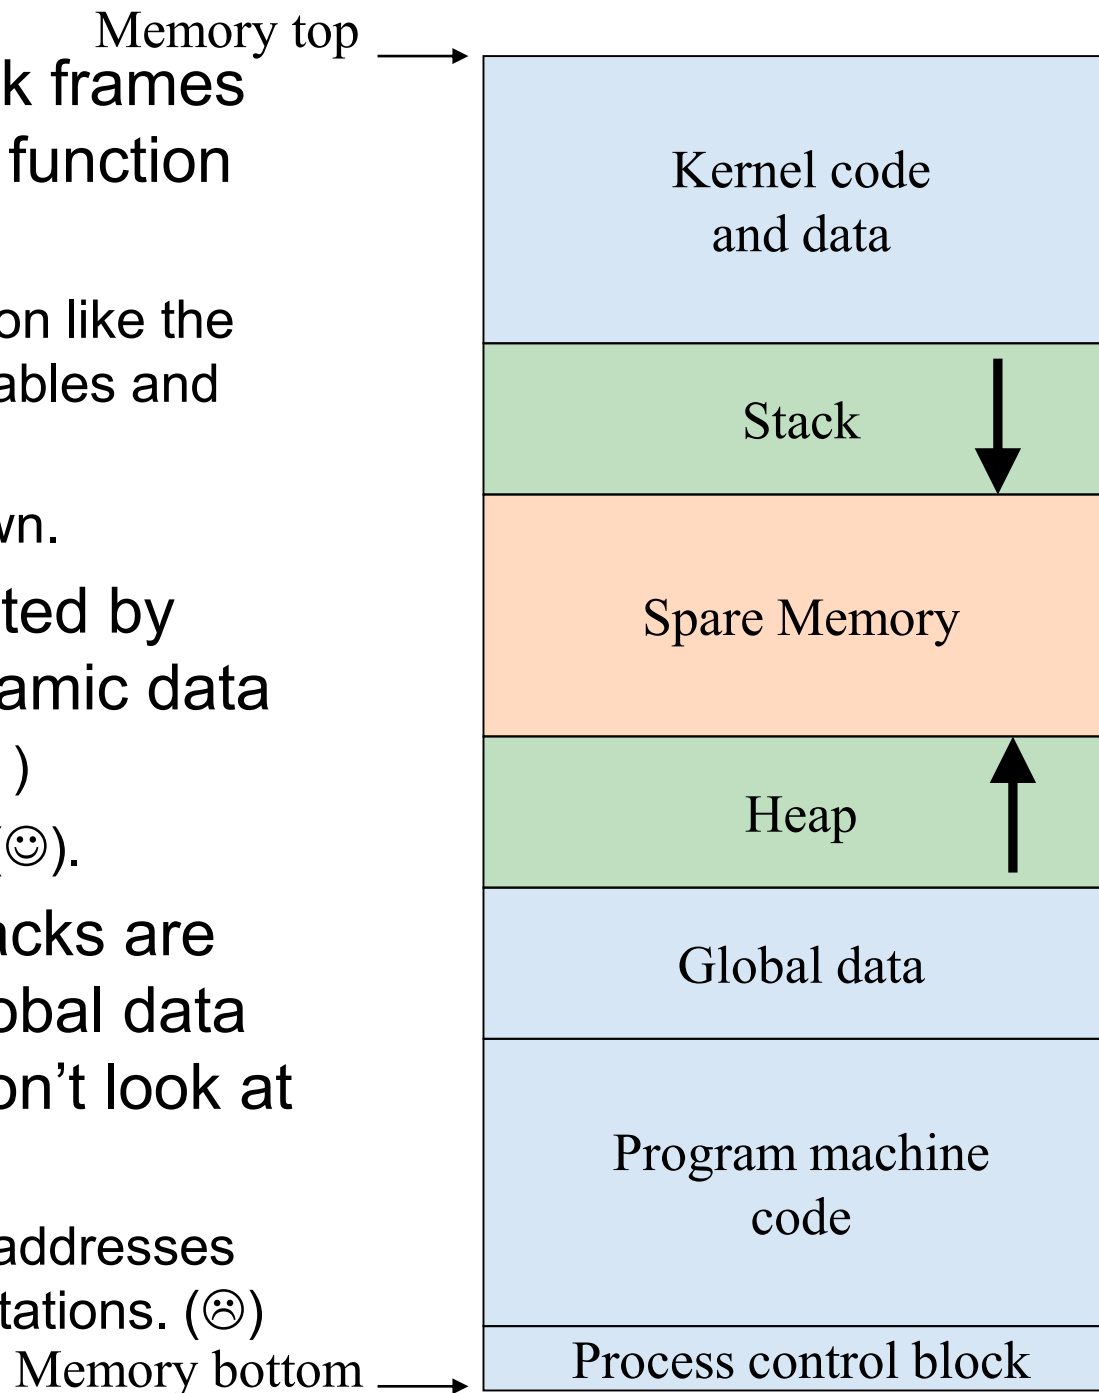 Memory top
k frames
function
on like the
ables and
wn.
ted by
amic data
)
(☺).
acks are
obal data
on’t look at
addresses
tations. (☹)
Memory bottom
Kernel code
and data
Stack
Spare Memory
Heap
Global data
Program machine
code
Process control block